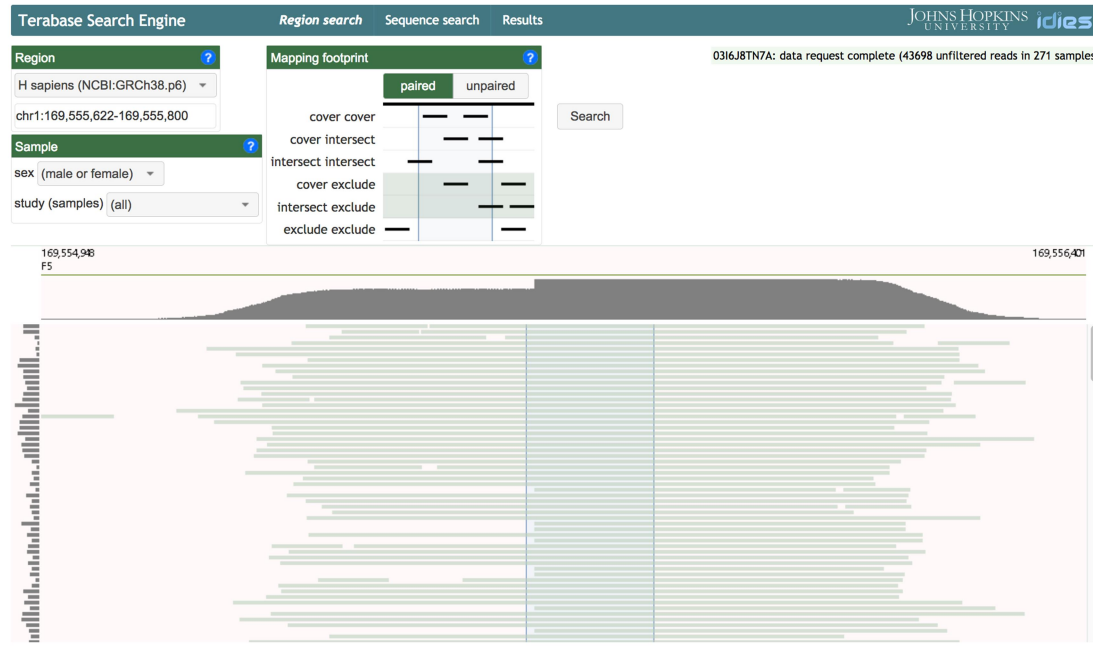 Terabase Search Engine
Region search Sequence search Results
JOHNS HOPKINS
UNIVERSITY
idies
Region ?
H sapiens (NCBI:GRCh38.p6)
chr1:169,555,622-169,555,800
Sample ?
sex (male or female)
study (samples) (all)
Mapping footprint ?
paired unpaired
cover cover
cover intersect
intersect intersect
cover exclude
intersect exclude
exclude exclude
Search
03I6J8TN7A: data request complete (43698 unfiltered reads in 271 samples
F5